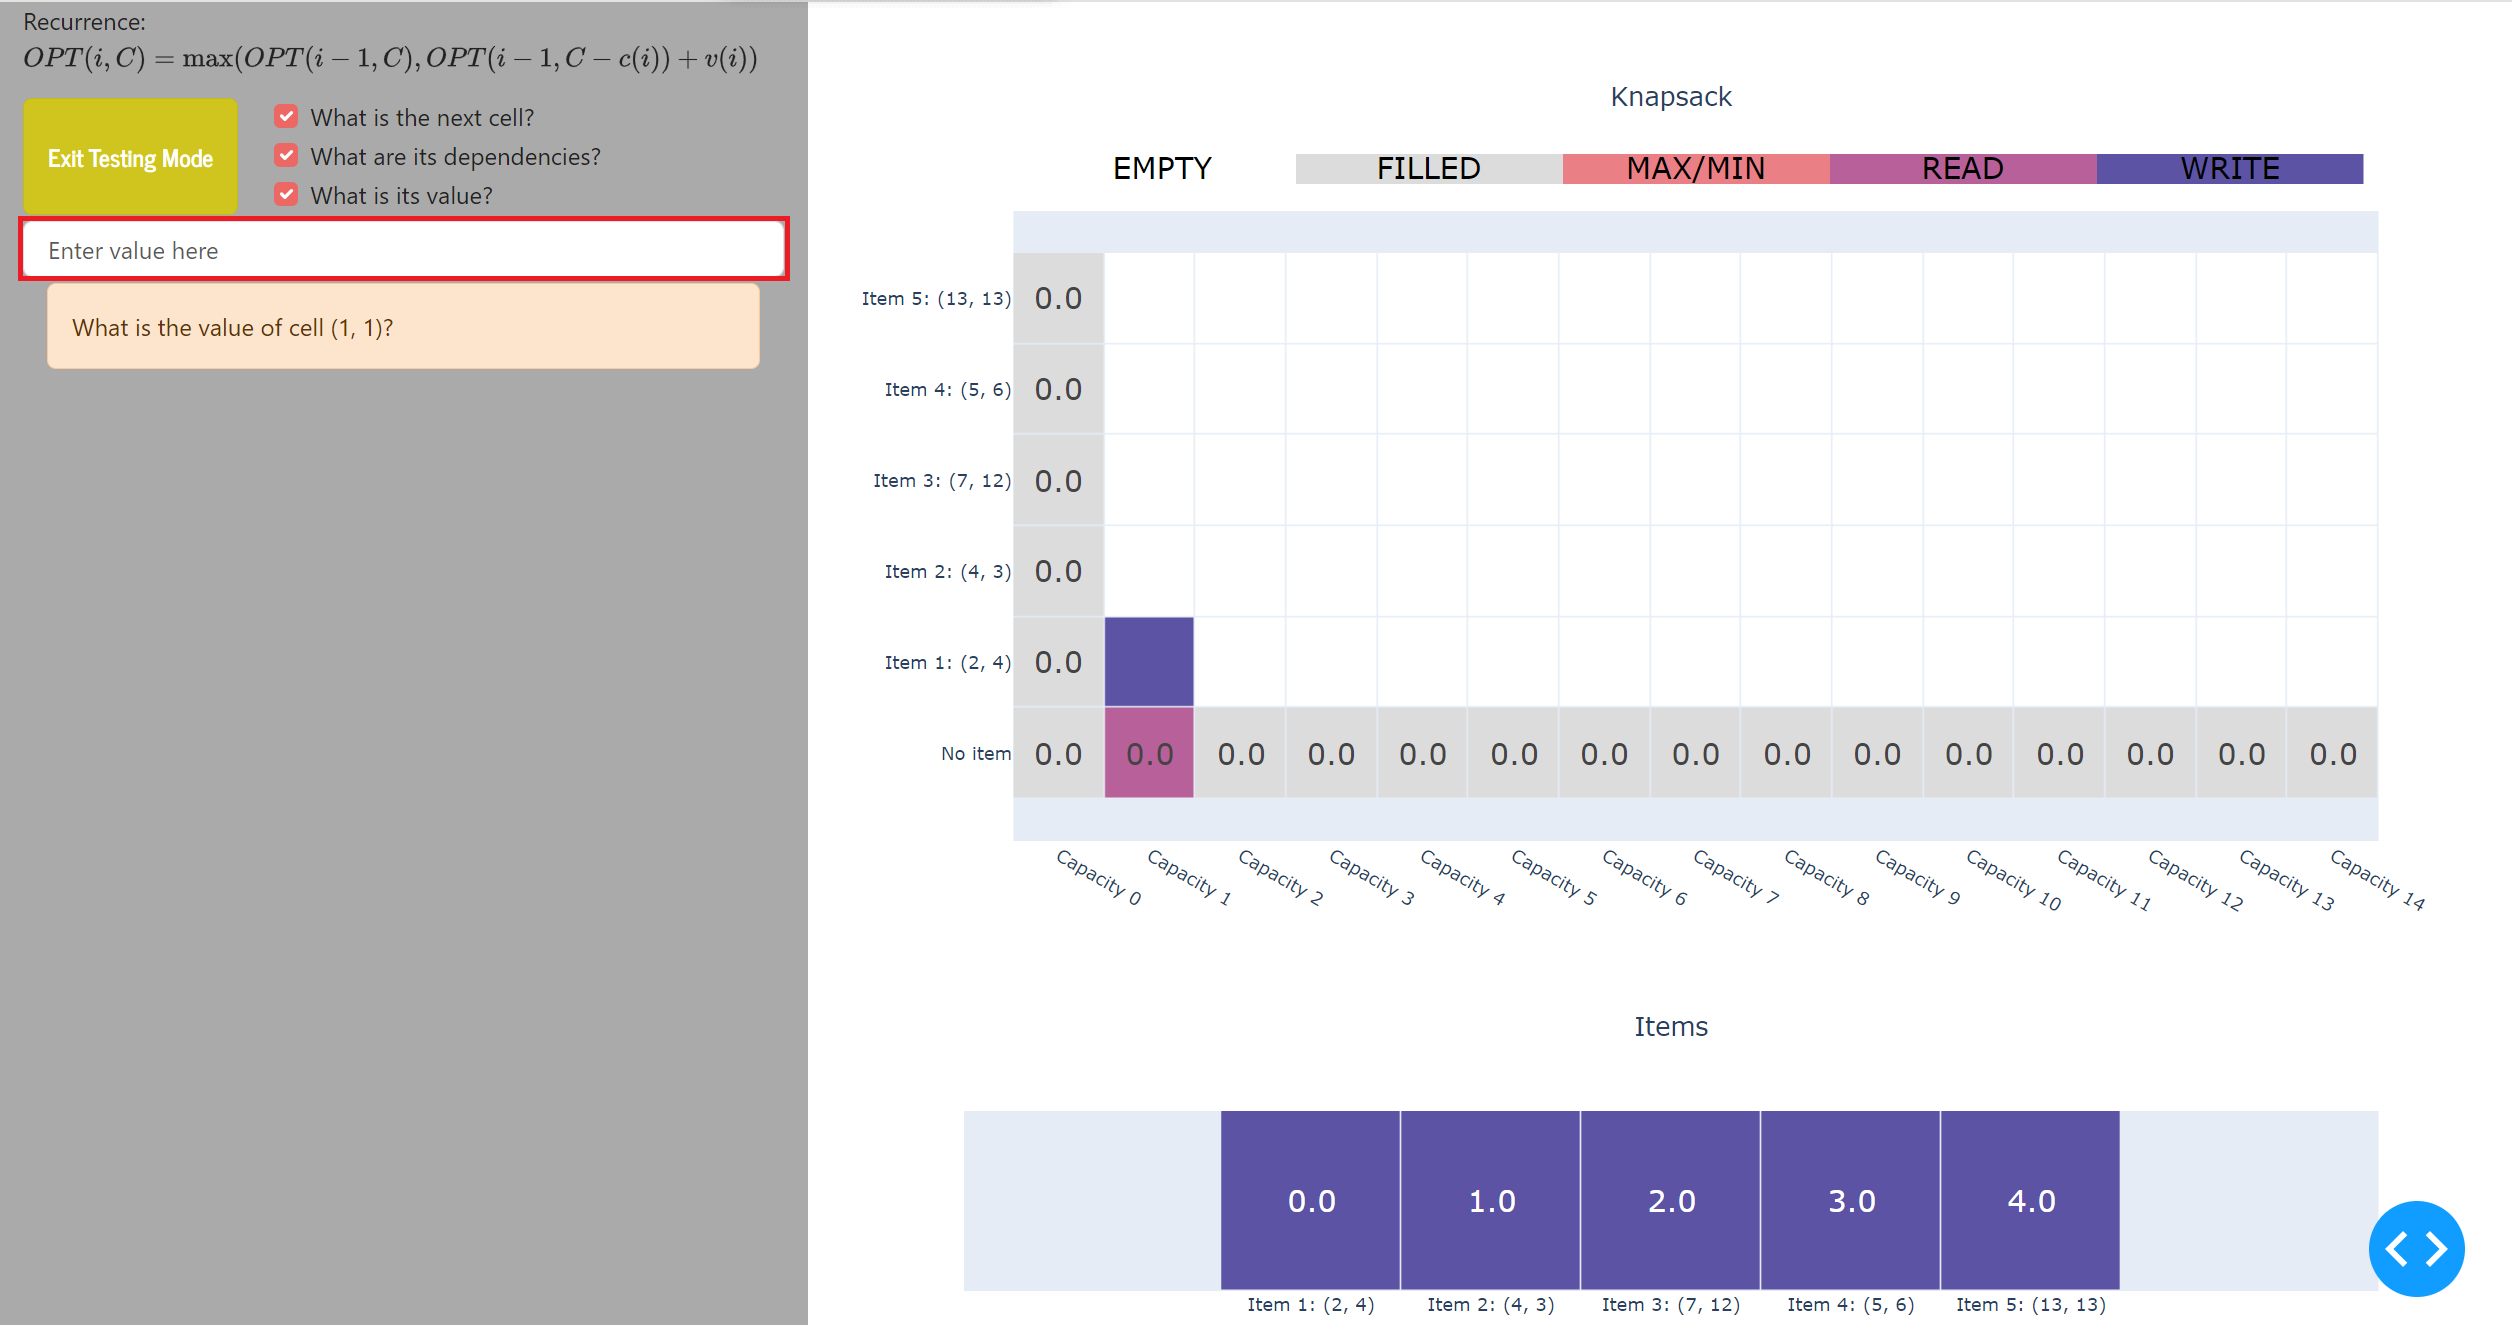 Recurrence:
OPT(i, C) = max(OPT(i − 1, C), OPT(i − 1, C − c(i)) + v(i))
Exit Testing Mode
What is the next cell?
What are its dependencies?
What is its value?
Enter value here
What is the value of cell (1, 1)?
Knapsack
EMPTY FILLED MAX/MIN READ WRITE
Item 5: (13, 13) 0.0
Item 4: (5, 6) 0.0
Item 3: (7, 12) 0.0
Item 2: (4, 3) 0.0
Item 1: (2, 4) 0.0
No item 0.0 0.0 0.0 0.0 0.0 0.0 0.0 0.0 0.0 0.0 0.0 0.0 0.0 0.0 0.0
Capacity 0 Capacity 1 Capacity 2 Capacity 3 Capacity 4 Capacity 5 Capacity 6 Capacity 7 Capacity 8 Capacity 9 Capacity 10 Capacity 11 Capacity 12 Capacity 13 Capacity 14
Items
0.0 1.0 2.0 3.0 4.0
Item 1: (2, 4) Item 2: (4, 3) Item 3: (7, 12) Item 4: (5, 6) Item 5: (13, 13)